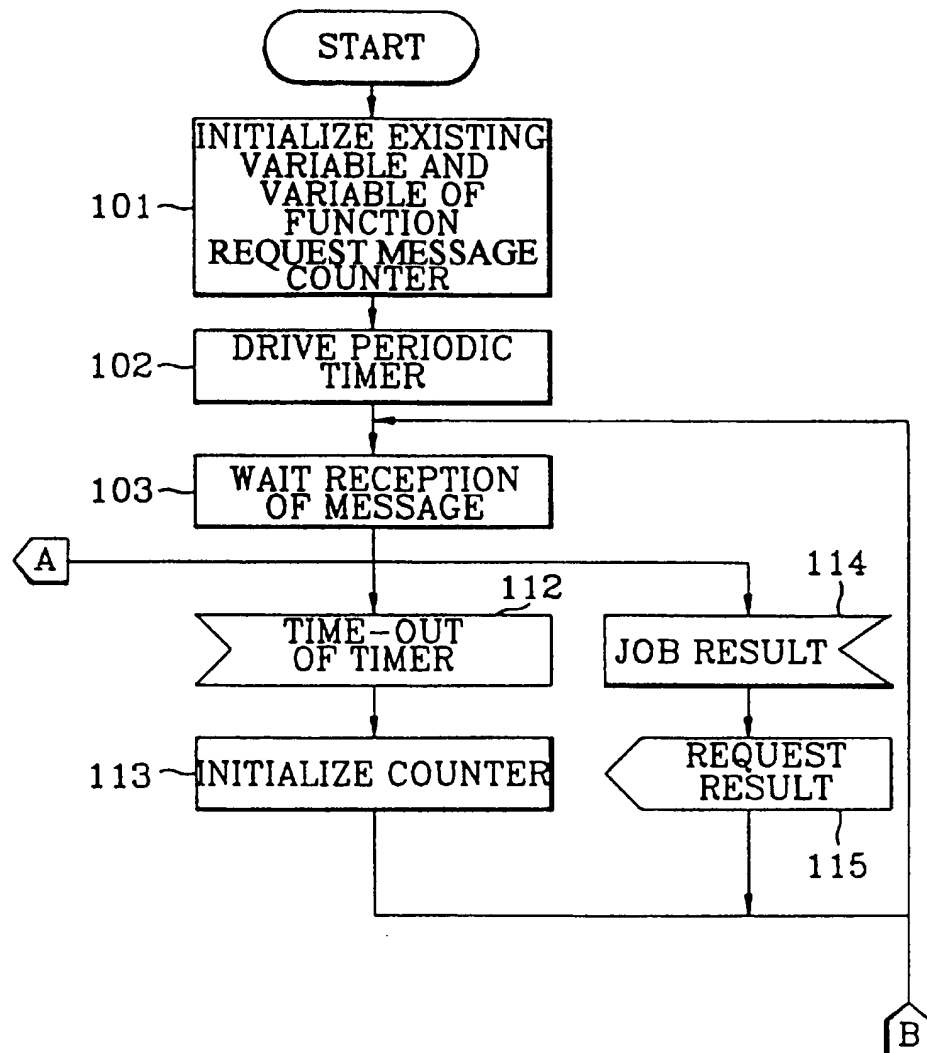 START
INITIALIZE EXISTING
VARIABLE AND
VARIABLE OF
FUNCTION
REQUEST MESSAGE
COUNTER
101
DRIVE PERIODIC
TIMER
102
WAIT RECEPTION
OF MESSAGE
103
A
112
114
TIME-OUT
OF TIMER
JOB RESULT
113
INITIALIZE COUNTER
REQUEST
RESULT
115
B